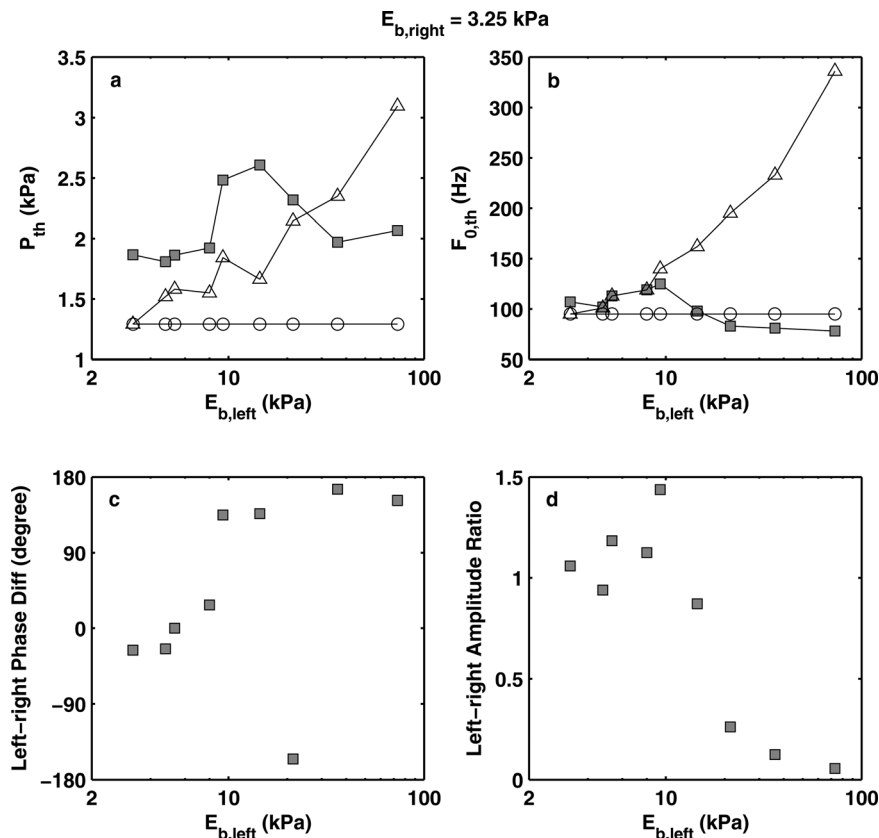 E_b,right = 3.25 kPa
a
3.5
3
2.5
2
1.5
1
P_th (kPa)
2 10 100
E_b,left (kPa)
b
350
300
250
200
150
100
50
F_0,th (Hz)
2 10 100
E_b,left (kPa)
c
180
90
0
−90
−180
Left−right Phase Diff (degree)
2 10 100
E_b,left (kPa)
d
1.5
1
0.5
0
Left−right Amplitude Ratio
2 10 100
E_b,left (kPa)